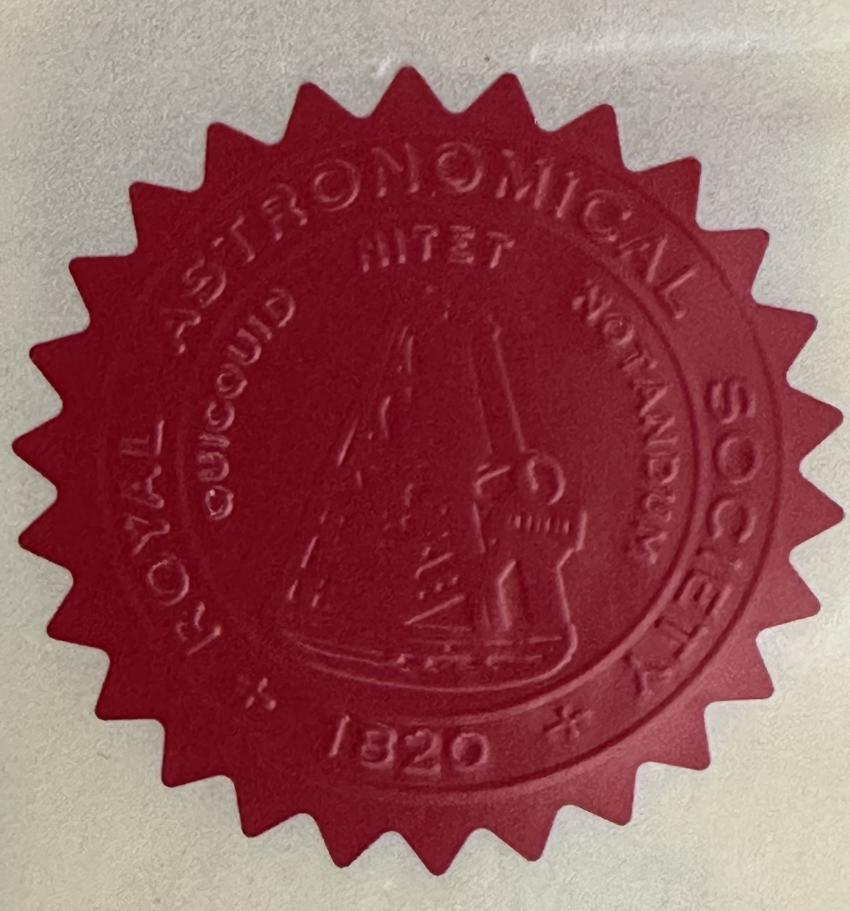 ROYAL ASTRONOMICAL SOCIETY
QUICQUID NITET NOTANDUM
+ 1820 +